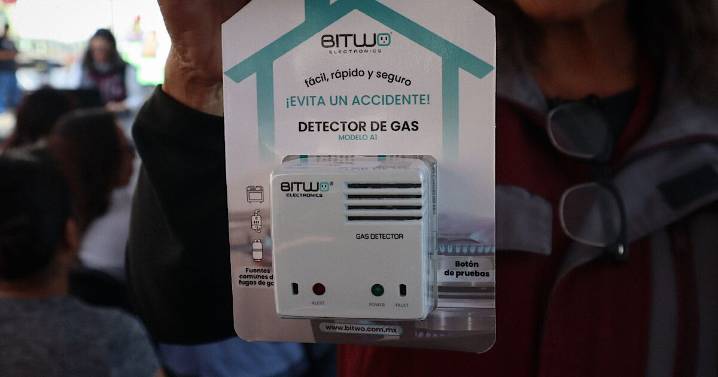 BITWO
ELECTRONICS
fácil, rápido y seguro
¡EVITA UN ACCIDENTE!
DETECTOR DE GAS
MODELO A1
BITWO
ELECTRONICS
GAS DETECTOR
Fuentes
comunes de
fugas de gas
Botón
de pruebas
ALERT
POWER
FAULT
www.bitwo.com.mx